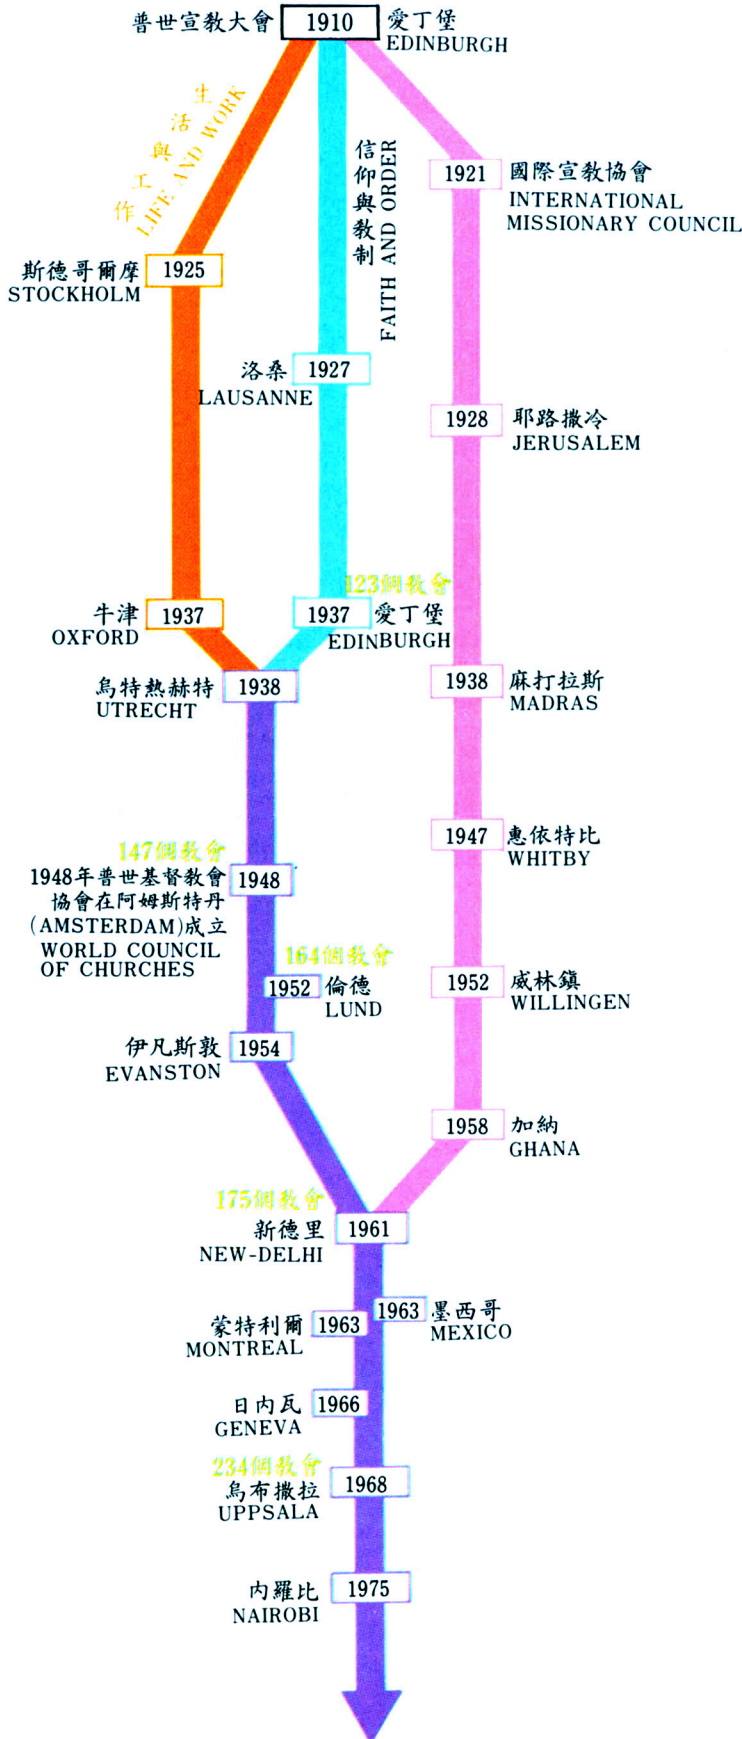 普世宣教大會
1910
愛丁堡
EDINBURGH
生活與工作
LIFE AND WORK
信仰與教制
FAITH AND ORDER
1921
國際宣教協會
INTERNATIONAL
MISSIONARY COUNCIL
斯德哥爾摩
STOCKHOLM
1925
洛桑
LAUSANNE
1927
1928
耶路撒冷
JERUSALEM
牛津
OXFORD
1937
123個教會
1937
愛丁堡
EDINBURGH
烏特熱赫特
UTRECHT
1938
1938
麻打拉斯
MADRAS
1947
惠依特比
WHITBY
147個教會
1948年普世基督教會
協會在阿姆斯特丹
(AMSTERDAM)成立
WORLD COUNCIL
OF CHURCHES
1948
164個教會
1952
倫德
LUND
1952
威林鎮
WILLINGEN
伊凡斯敦
EVANSTON
1954
1958
加納
GHANA
175個教會
新德里
NEW-DELHI
1961
1963
墨西哥
MEXICO
蒙特利爾
MONTREAL
1963
日內瓦
GENEVA
1966
234個教會
烏布撒拉
UPPSALA
1968
內羅比
NAIROBI
1975